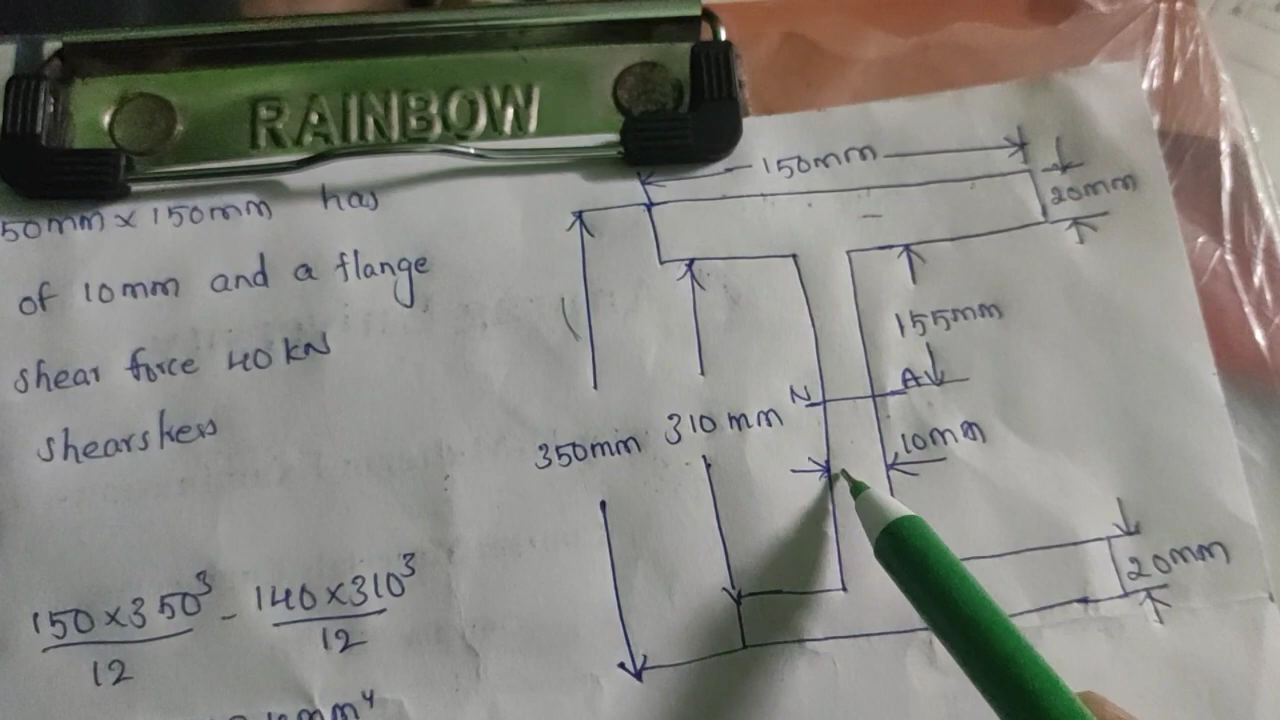 RAINBOW
50mm x 150mm has
of 10mm and a flange
shear force 40 kN
150×350³/12 - 140×310³/12
mm⁴
150mm
20mm
155mm
N A
350mm 310 mm
10mm
20mm